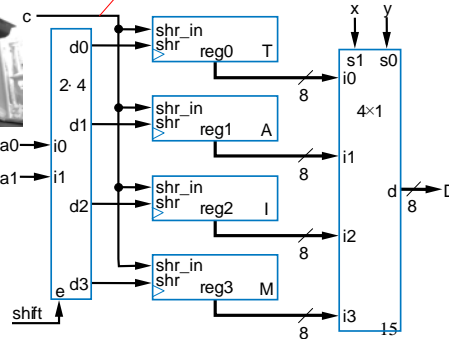 x y
c
shr_in
shr
reg0 T
d0
s1 s0
i0
8
2· 4
4×1
shr_in
shr
reg1 A
d1
a0 i0
i1
8
a1 i1
shr_in
shr
reg2 I
d2
d D
8
i2
8
shr_in
shr
reg3 M
d3
e
i3
shift
8
15